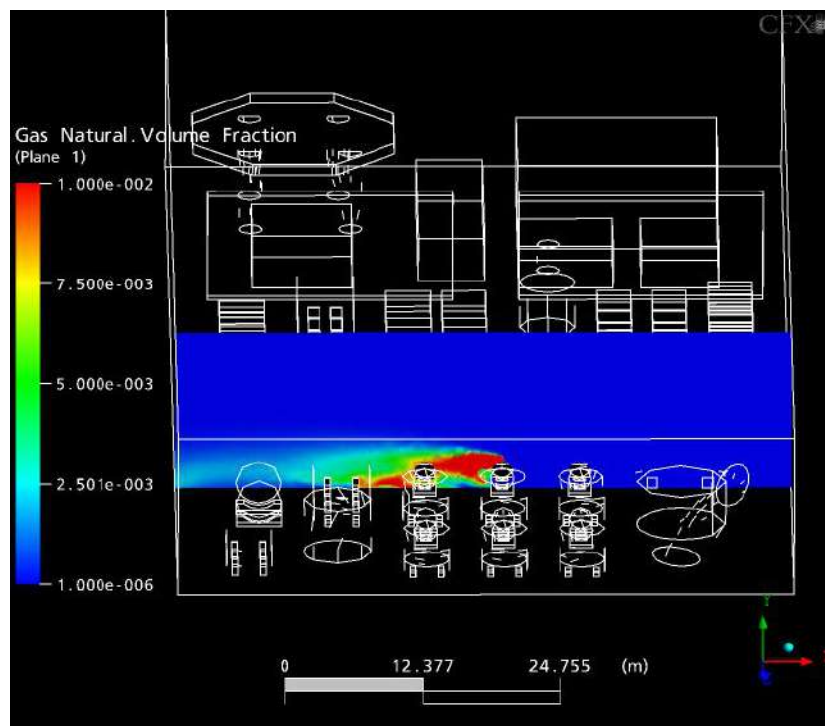 CFX
Gas Natural.Volume Fraction
(Plane 1)
1.000e-002
7.500e-003
5.000e-003
2.501e-003
1.000e-006
Y
0 12.377 24.755 (m)